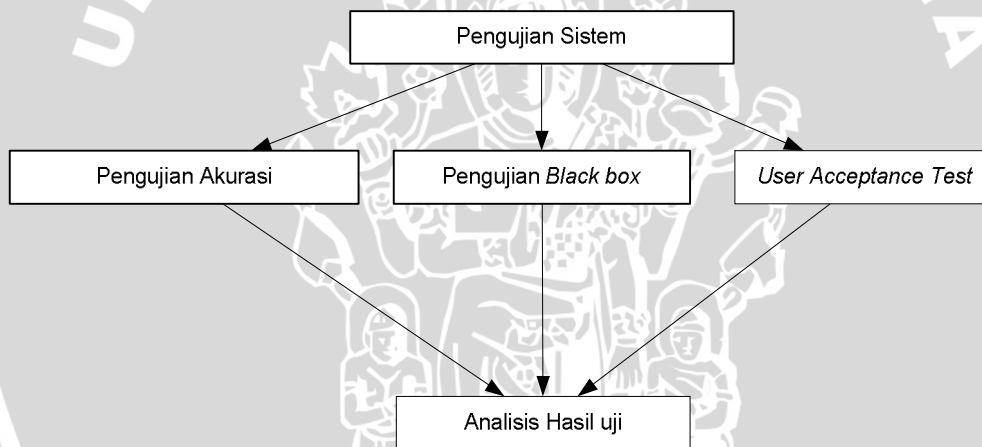 Pengujian Sistem
Pengujian Akurasi
Pengujian Black box
User Acceptance Test
Analisis Hasil uji